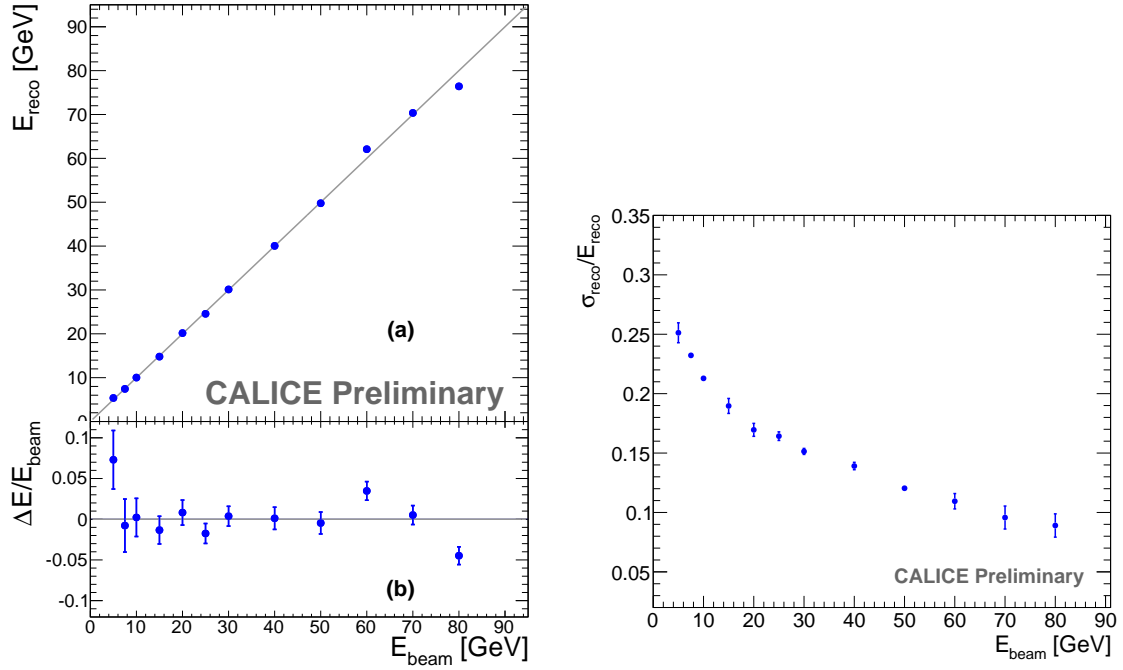 E_reco [GeV]
90
80
70
60
50
40
30
20
10
0
(a)
CALICE Preliminary
ΔE/E_beam
0.1
0.05
0
-0.05
-0.1
(b)
0 10 20 30 40 50 60 70 80 90
E_beam [GeV]
σ_reco/E_reco
0.35
0.3
0.25
0.2
0.15
0.1
0.05
CALICE Preliminary
0 10 20 30 40 50 60 70 80 90
E_beam [GeV]